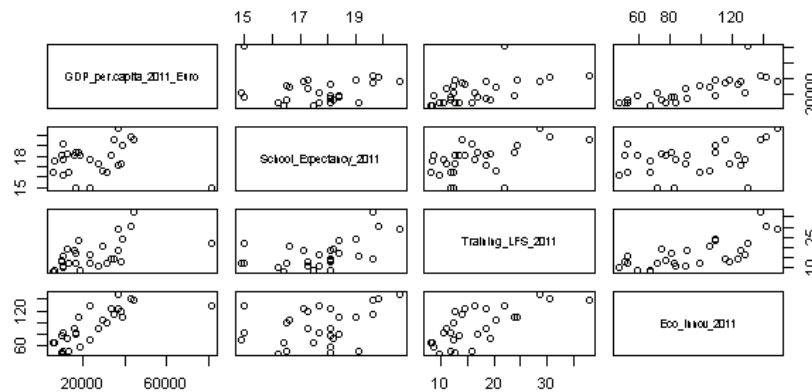 15 17 19
60 80 120
GDP_per.capita_2011_Euro
20000
15 18
School_Expectancy_2011
Training_LFS_2011
10 25
60 120
Eco_Innov_2011
20000 60000
10 20 30